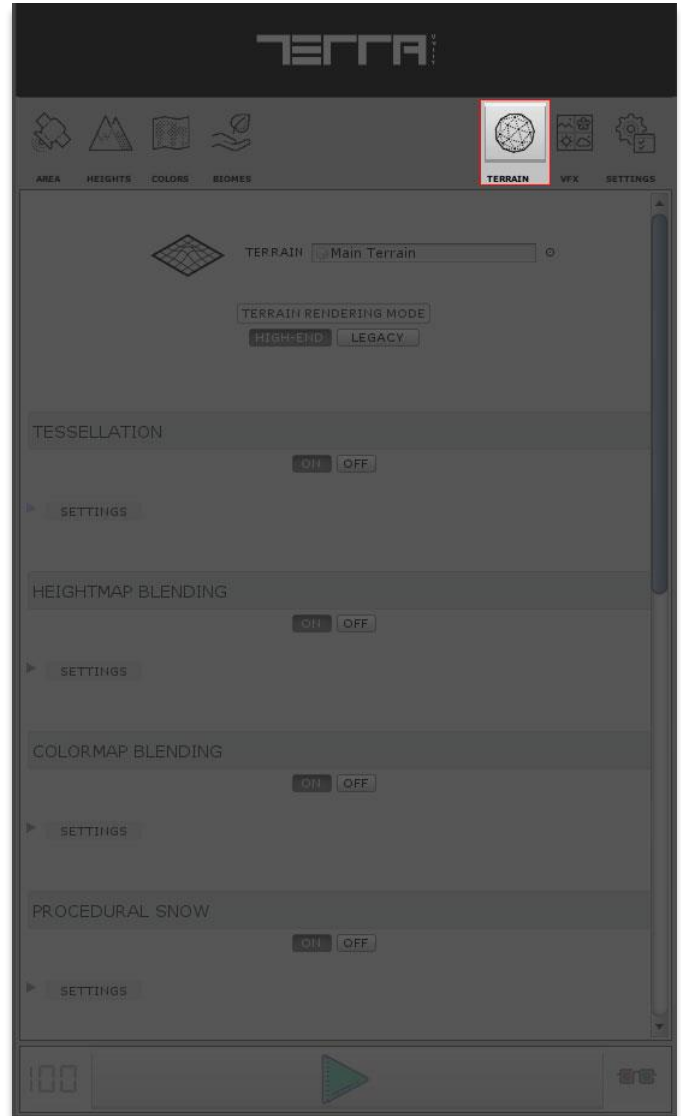 TERRA
UNITY
AREA HEIGHTS COLORS BIOMES TERRAIN VFX SETTINGS
TERRAIN Main Terrain
TERRAIN RENDERING MODE
HIGH-END LEGACY
TESSELLATION
ON OFF
SETTINGS
HEIGHTMAP BLENDING
ON OFF
SETTINGS
COLORMAP BLENDING
ON OFF
SETTINGS
PROCEDURAL SNOW
ON OFF
SETTINGS
100